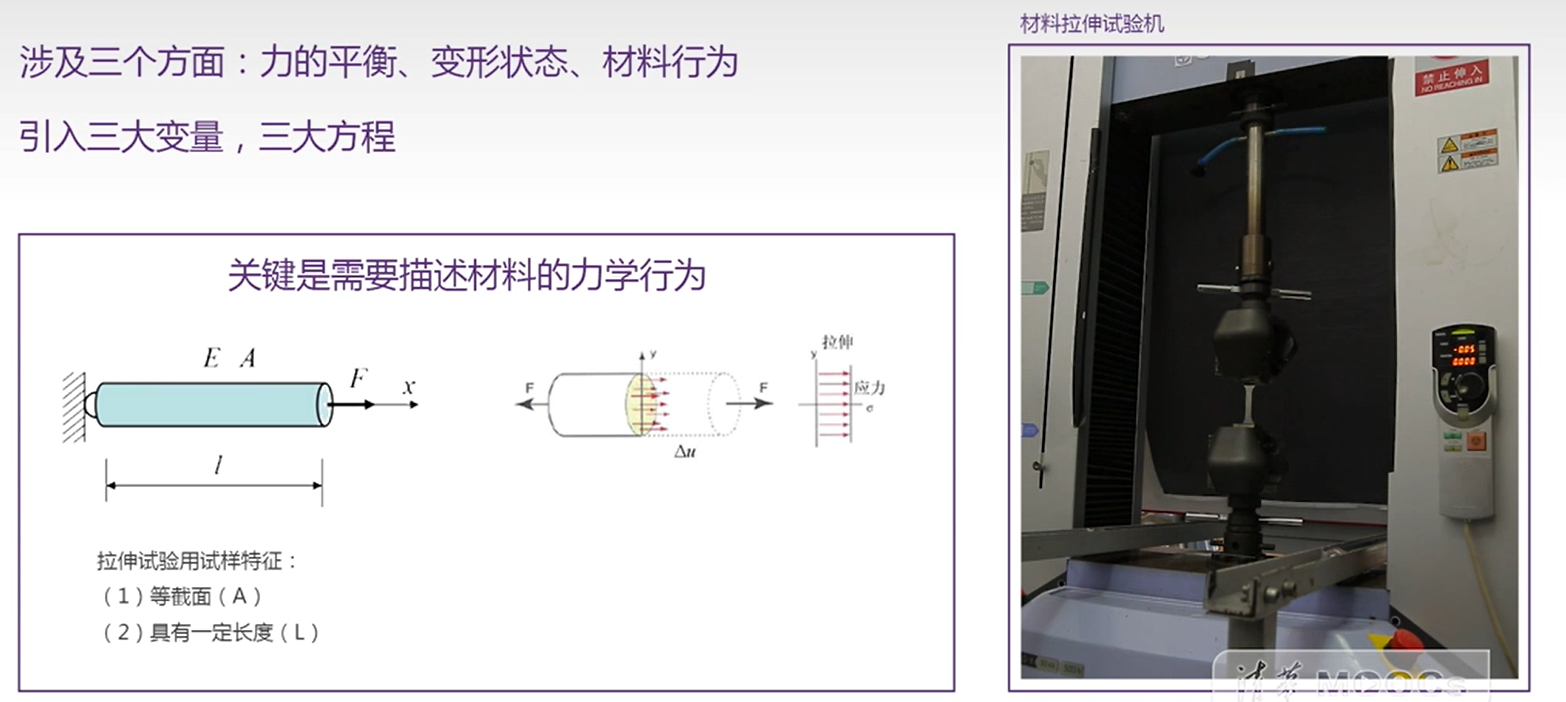 涉及三个方面：力的平衡、变形状态、材料行为
引入三大变量，三大方程
关键是需要描述材料的力学行为
E A
F
x
l
F
y
F
Δu
拉伸
y
应力
σ
拉伸试验用试样特征：
（1）等截面（A）
（2）具有一定长度（L）
材料拉伸试验机
禁止伸入
NO REACHING IN
清华 MOOCs